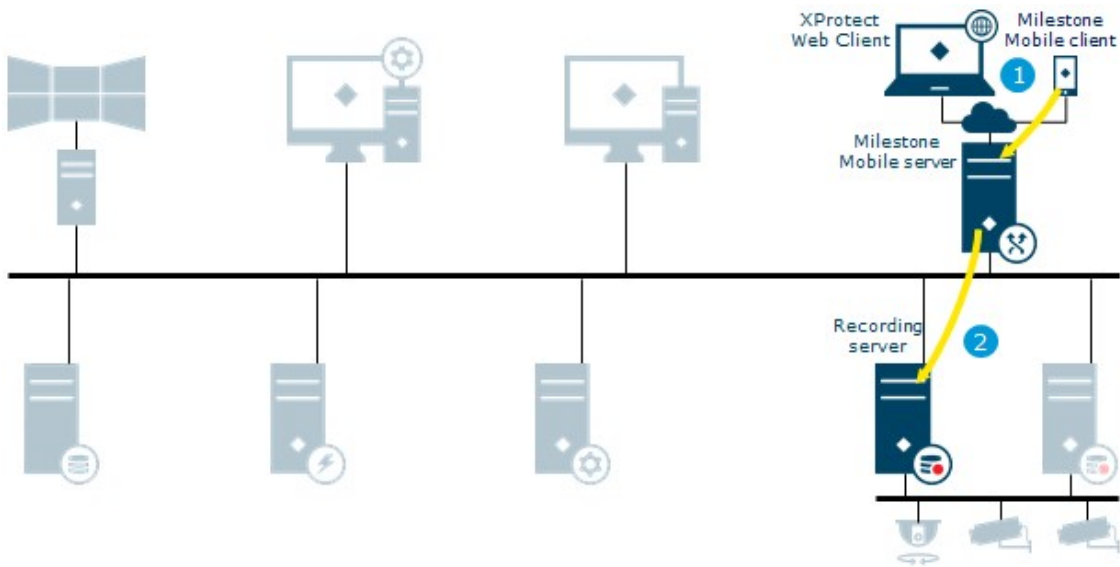 XProtect
Web Client
Milestone
Mobile client
1
Milestone
Mobile server
Recording
server
2